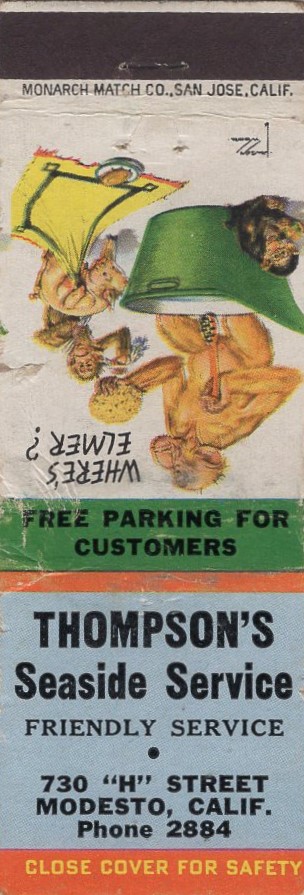 MONARCH MATCH CO., SAN JOSE, CALIF.
WHERE'S
ELMER?
FREE PARKING FOR
CUSTOMERS
THOMPSON'S
Seaside Service
FRIENDLY SERVICE
•
730 "H" STREET
MODESTO, CALIF.
Phone 2884
CLOSE COVER FOR SAFETY